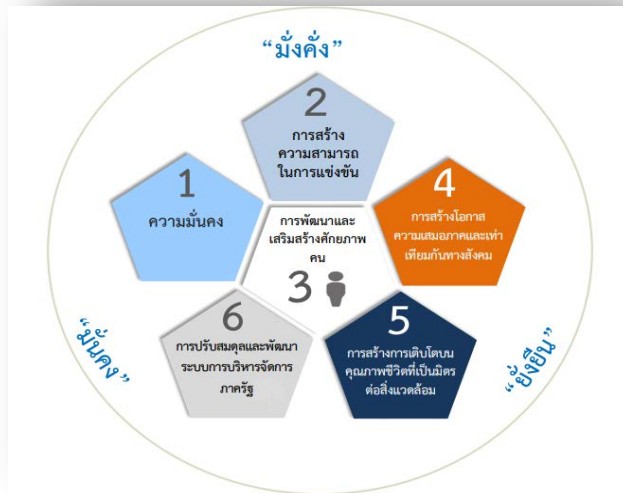 “มั่งคั่ง”
2
การสร้าง
ความสามารถ
ในการแข่งขัน
1
ความมั่นคง
4
การสร้างโอกาส
ความเสมอภาคและเท่า
เทียมกันทางสังคม
การพัฒนาและ
เสริมสร้างศักยภาพ
คน
3
6
การปรับสมดุลและพัฒนา
ระบบการบริหารจัดการ
ภาครัฐ
5
การสร้างการเติบโตบน
คุณภาพชีวิตที่เป็นมิตร
ต่อสิ่งแวดล้อม
“มั่นคง”
“ยั่งยืน”